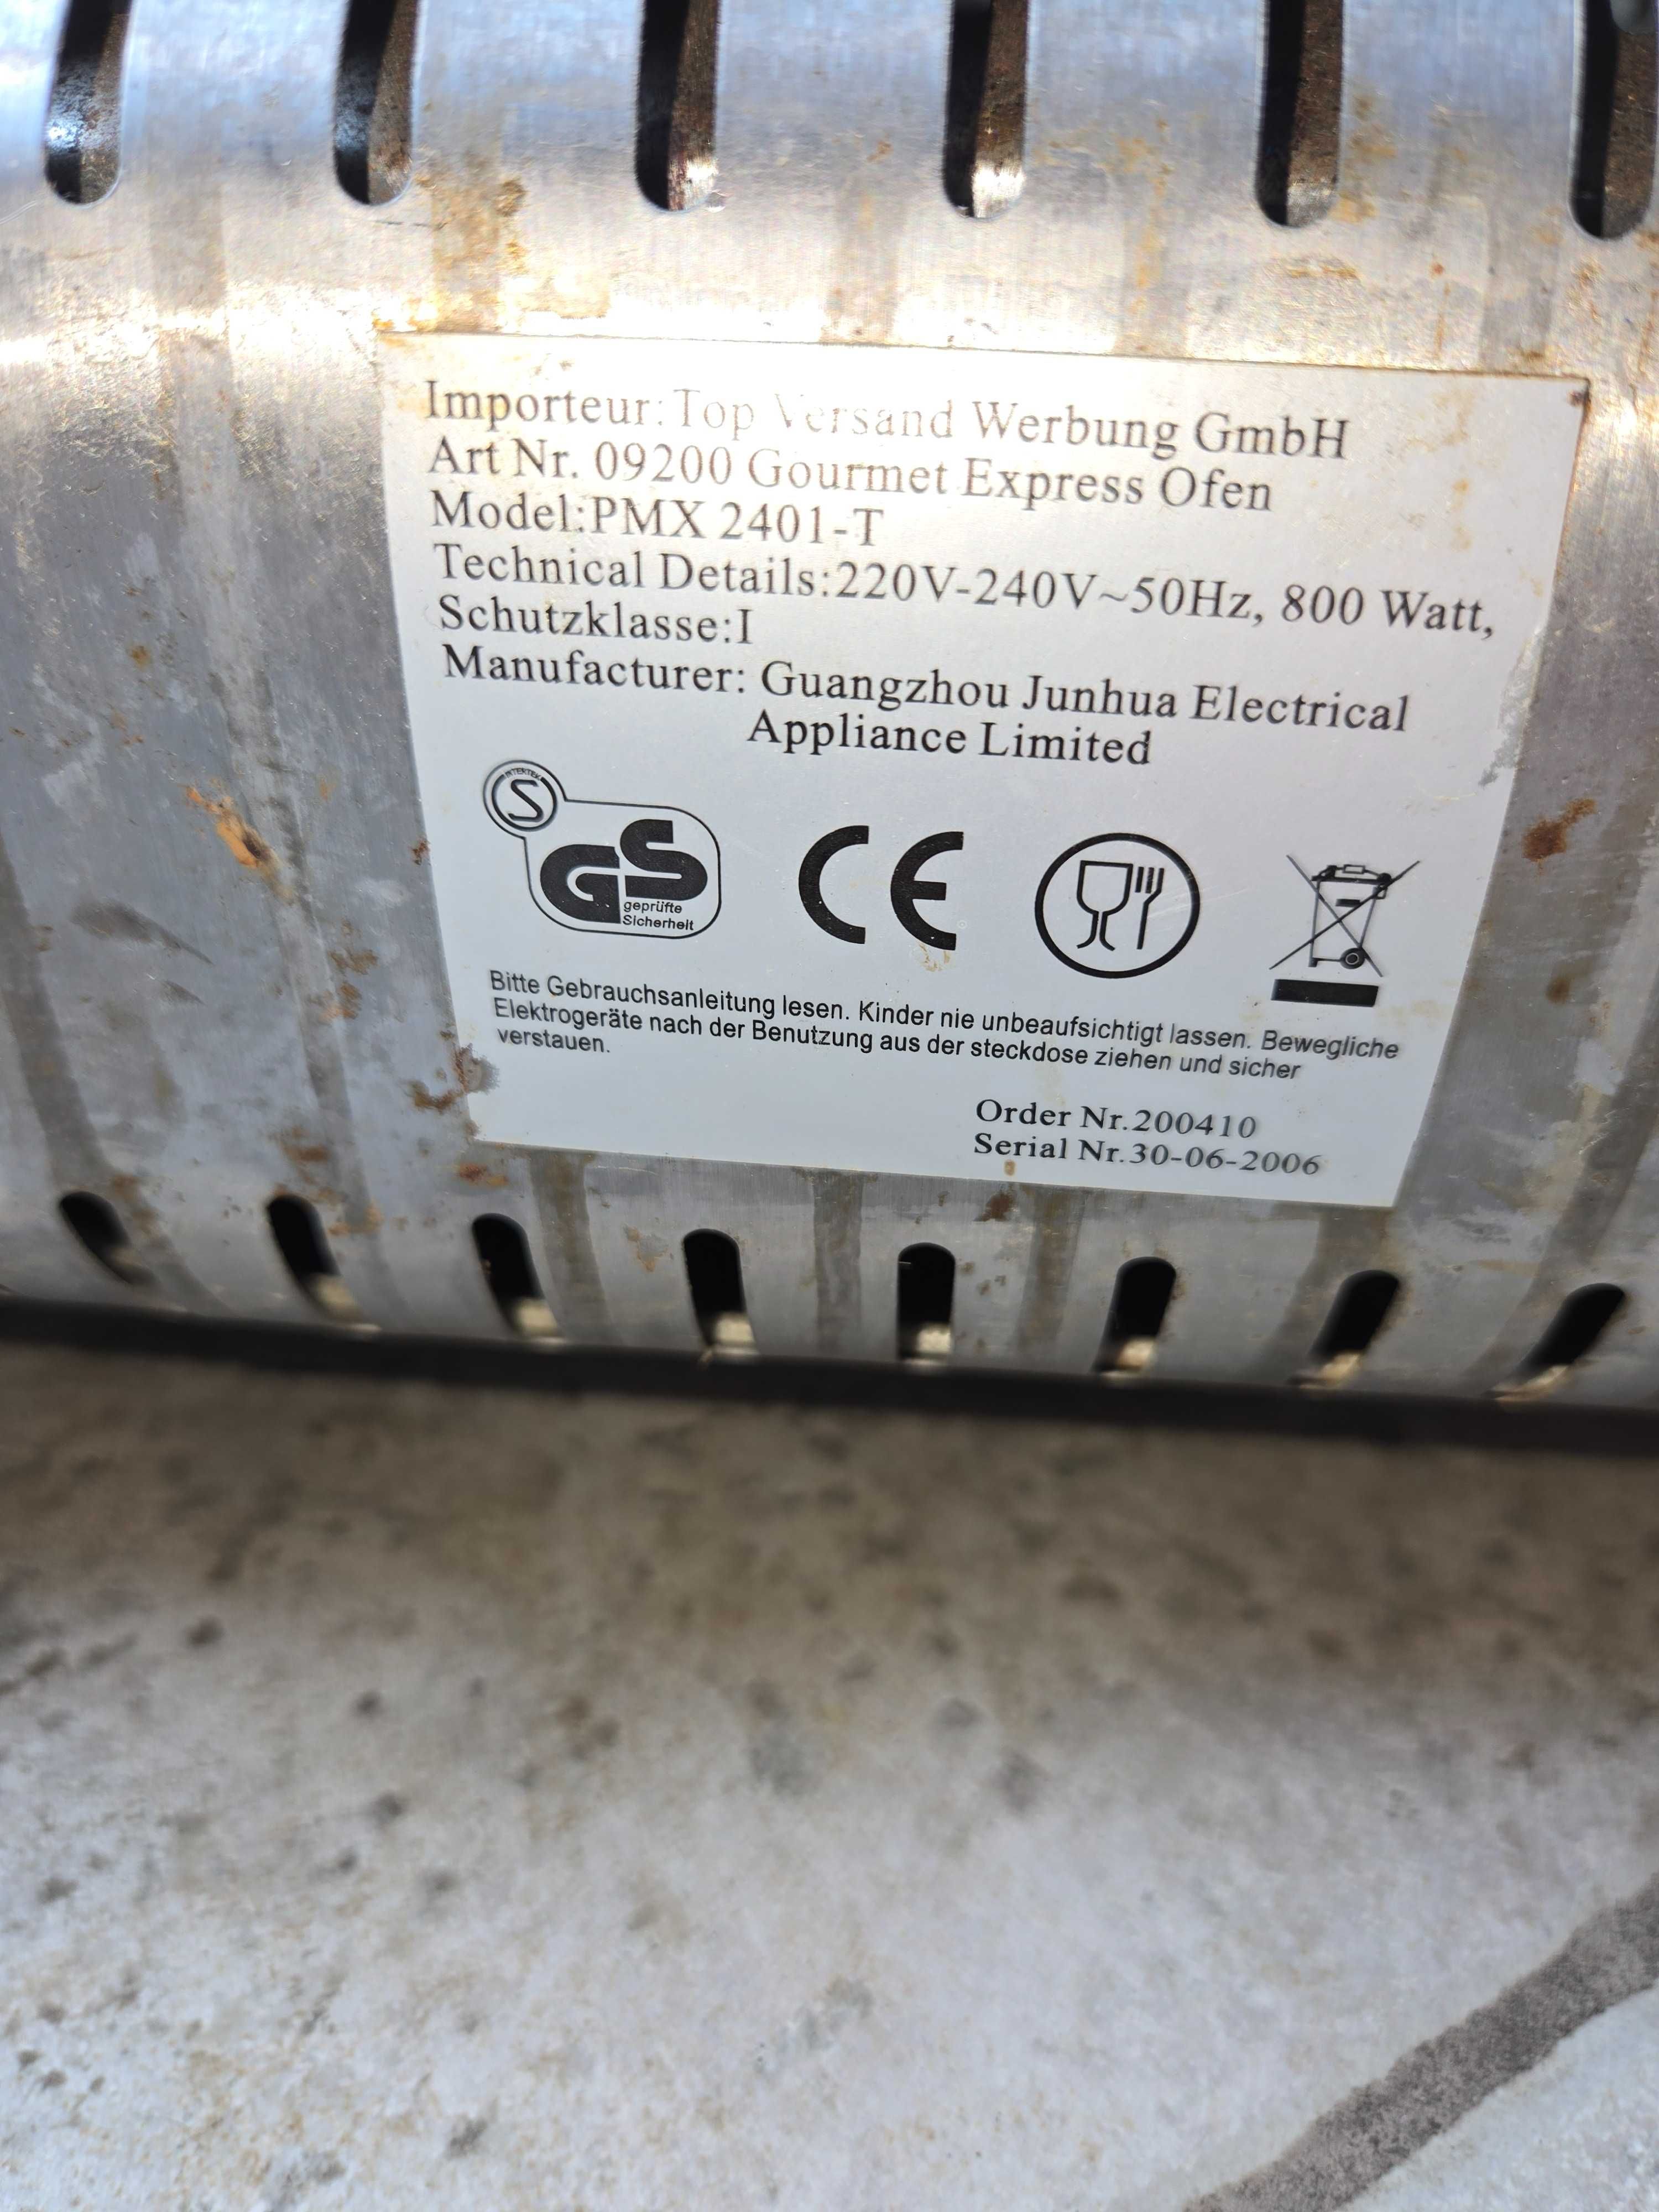 Importeur:Top Versand Werbung GmbH
Art Nr. 09200 Gourmet Express Ofen
Model:PMX 2401-T
Technical Details:220V-240V~50Hz, 800 Watt,
Schutzklasse:I
Manufacturer: Guangzhou Junhua Electrical
Appliance Limited
INTERTEK
S
GS
geprüfte
Sicherheit
CE
Bitte Gebrauchsanleitung lesen. Kinder nie unbeaufsichtigt lassen. Bewegliche
Elektrogeräte nach der Benutzung aus der steckdose ziehen und sicher
verstauen.
Order Nr.200410
Serial Nr.30-06-2006